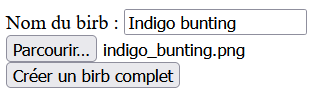 Nom du birb : Indigo bunting
Parcourir... indigo_bunting.png
Créer un birb complet